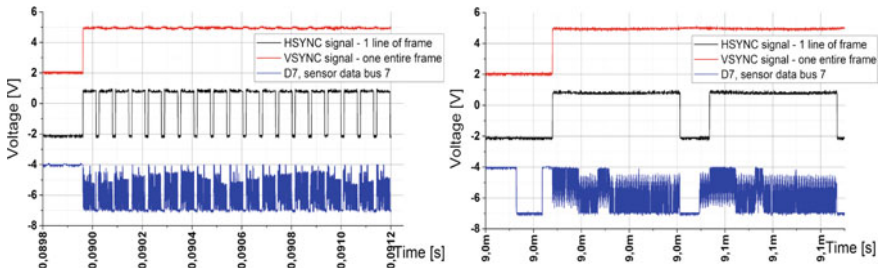 6
4
2
0
-2
-4
-6
-8
Voltage [V]
HSYNC signal - 1 line of frame
VSYNC signal - one entire frame
D7, sensor data bus 7
0,0898
0,0900
0,0902
0,0904
0,0906
0,0908
0,0910
0,0912
Time [s]
6
4
2
0
-2
-4
-6
-8
Voltage [V]
HSYNC signal - 1 line of frame
VSYNC signal - one entire frame
D7, sensor data bus 7
9,0m
9,0m
9,0m
9,0m
9,0m
9,1m
9,1m
9,1m
Time [s]